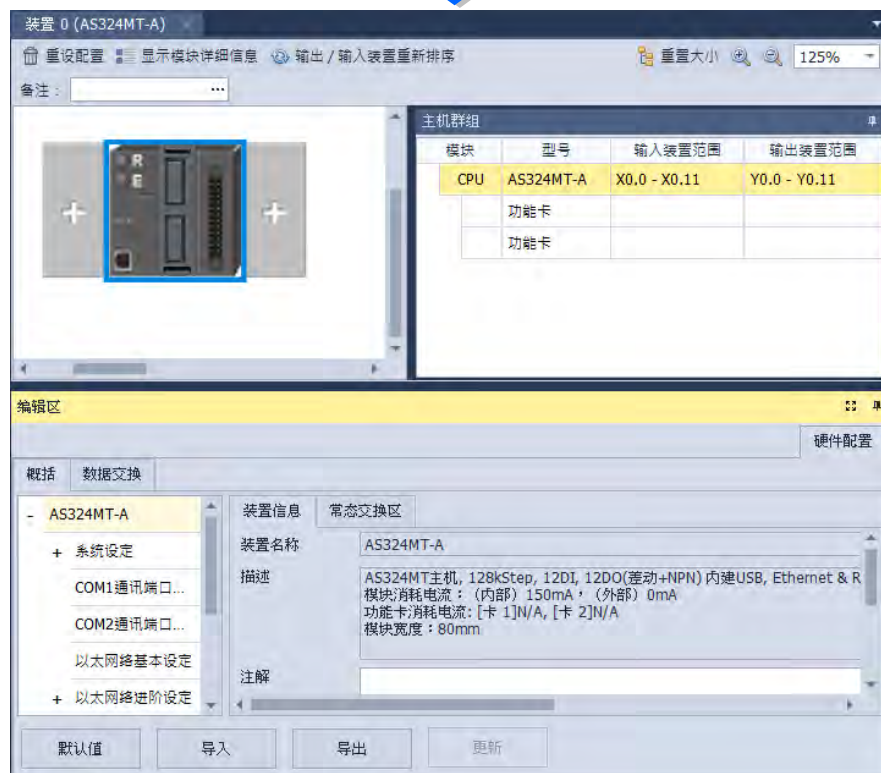 装置 0 (AS324MT-A)
重设配置 显示模块详细信息 输出/输入装置重新排序 重置大小 125%
备注： ...
主机群组
模块 型号 输入装置范围 输出装置范围
CPU AS324MT-A X0.0 - X0.11 Y0.0 - Y0.11
功能卡
功能卡
R
E
编辑区
硬件配置
概括 数据交换
- AS324MT-A
+ 系统设定
COM1通讯端口...
COM2通讯端口...
以太网络基本设定
+ 以太网络进阶设定
装置信息 常态交换区
装置名称 AS324MT-A
描述 AS324MT主机, 128kStep, 12DI, 12DO(差动+NPN) 内建USB, Ethernet & R
模块消耗电流：（内部）150mA，（外部）0mA
功能卡消耗电流: [卡 1]N/A, [卡 2]N/A
模块宽度：80mm
注解
默认值 导入 导出 更新